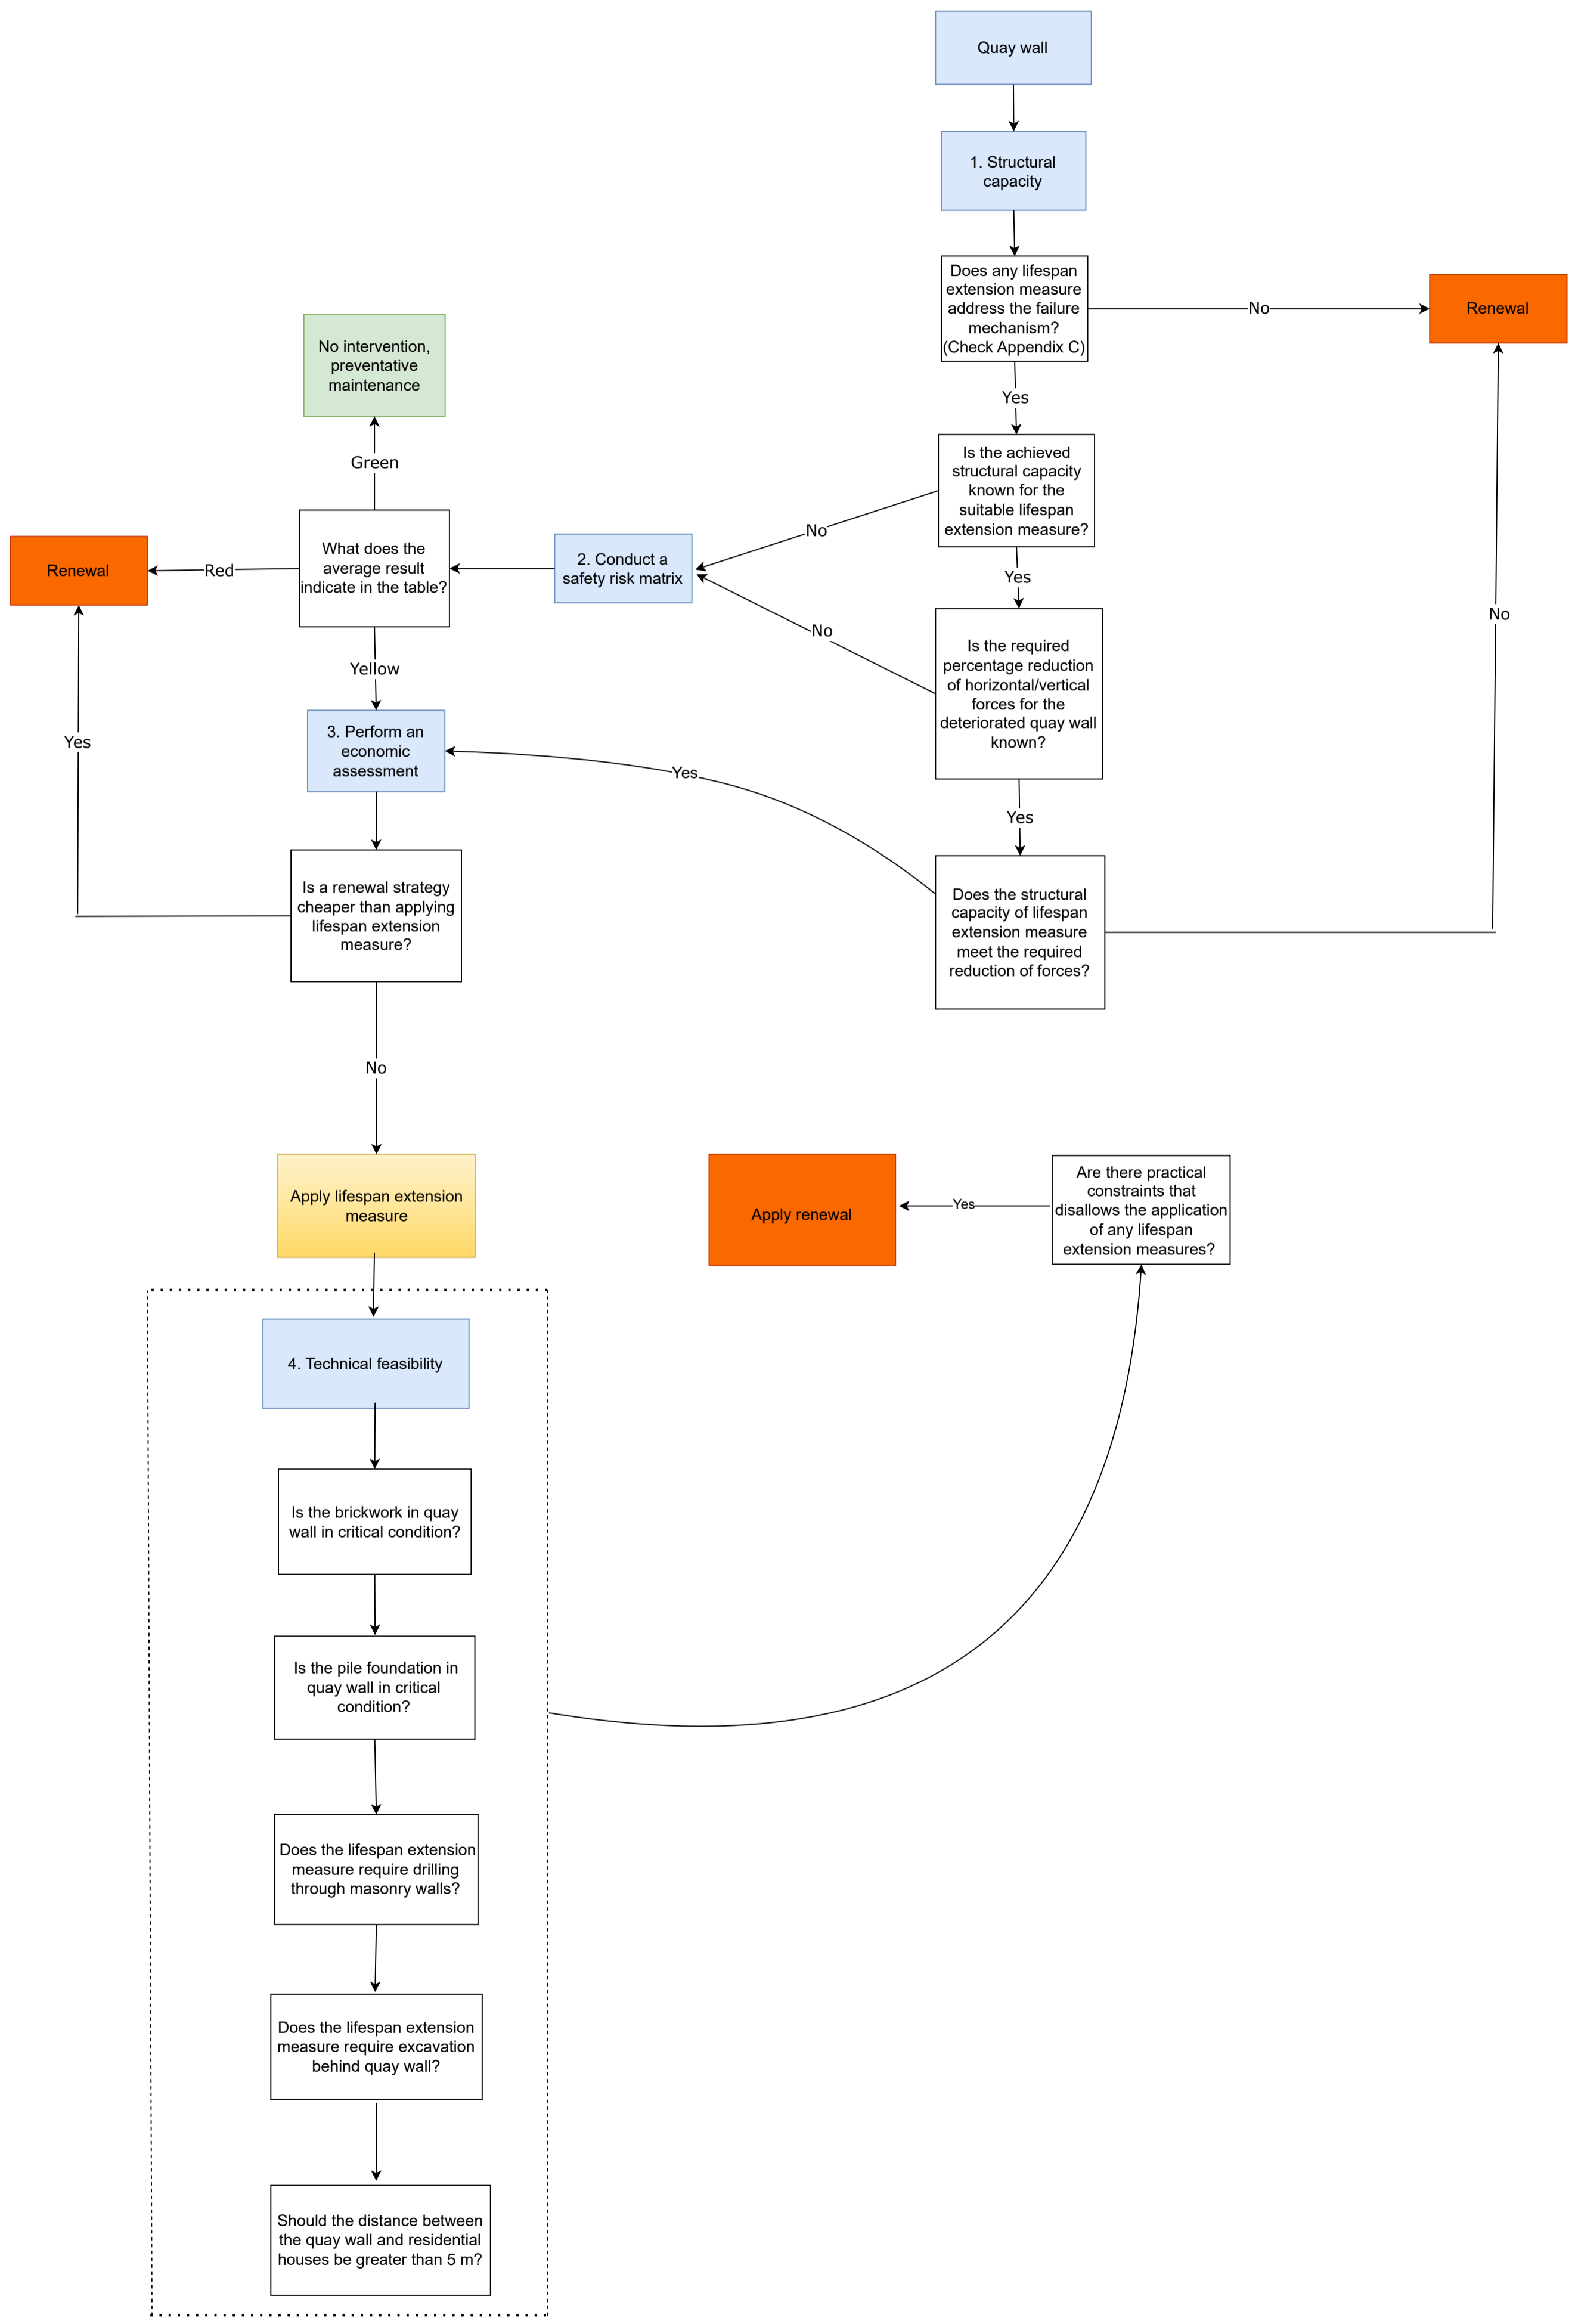 Quay wall
1. Structural
capacity
Does any lifespan
extension measure
address the failure
mechanism?
(Check Appendix C)
No
Renewal
Yes
Is the achieved
structural capacity
known for the
suitable lifespan
extension measure?
No
Yes
Is the required
percentage reduction
of horizontal/vertical
forces for the
deteriorated quay wall
known?
No
Yes
Does the structural
capacity of lifespan
extension measure
meet the required
reduction of forces?
No
Yes
2. Conduct a
safety risk matrix
What does the
average result
indicate in the table?
Green
No intervention,
preventative
maintenance
Red
Renewal
Yellow
3. Perform an
economic
assessment
Is a renewal strategy
cheaper than applying
lifespan extension
measure?
Yes
No
Apply lifespan extension
measure
4. Technical feasibility
Is the brickwork in quay
wall in critical condition?
Is the pile foundation in
quay wall in critical
condition?
Does the lifespan extension
measure require drilling
through masonry walls?
Does the lifespan extension
measure require excavation
behind quay wall?
Should the distance between
the quay wall and residential
houses be greater than 5 m?
Are there practical
constraints that
disallows the application
of any lifespan
extension measures?
Yes
Apply renewal